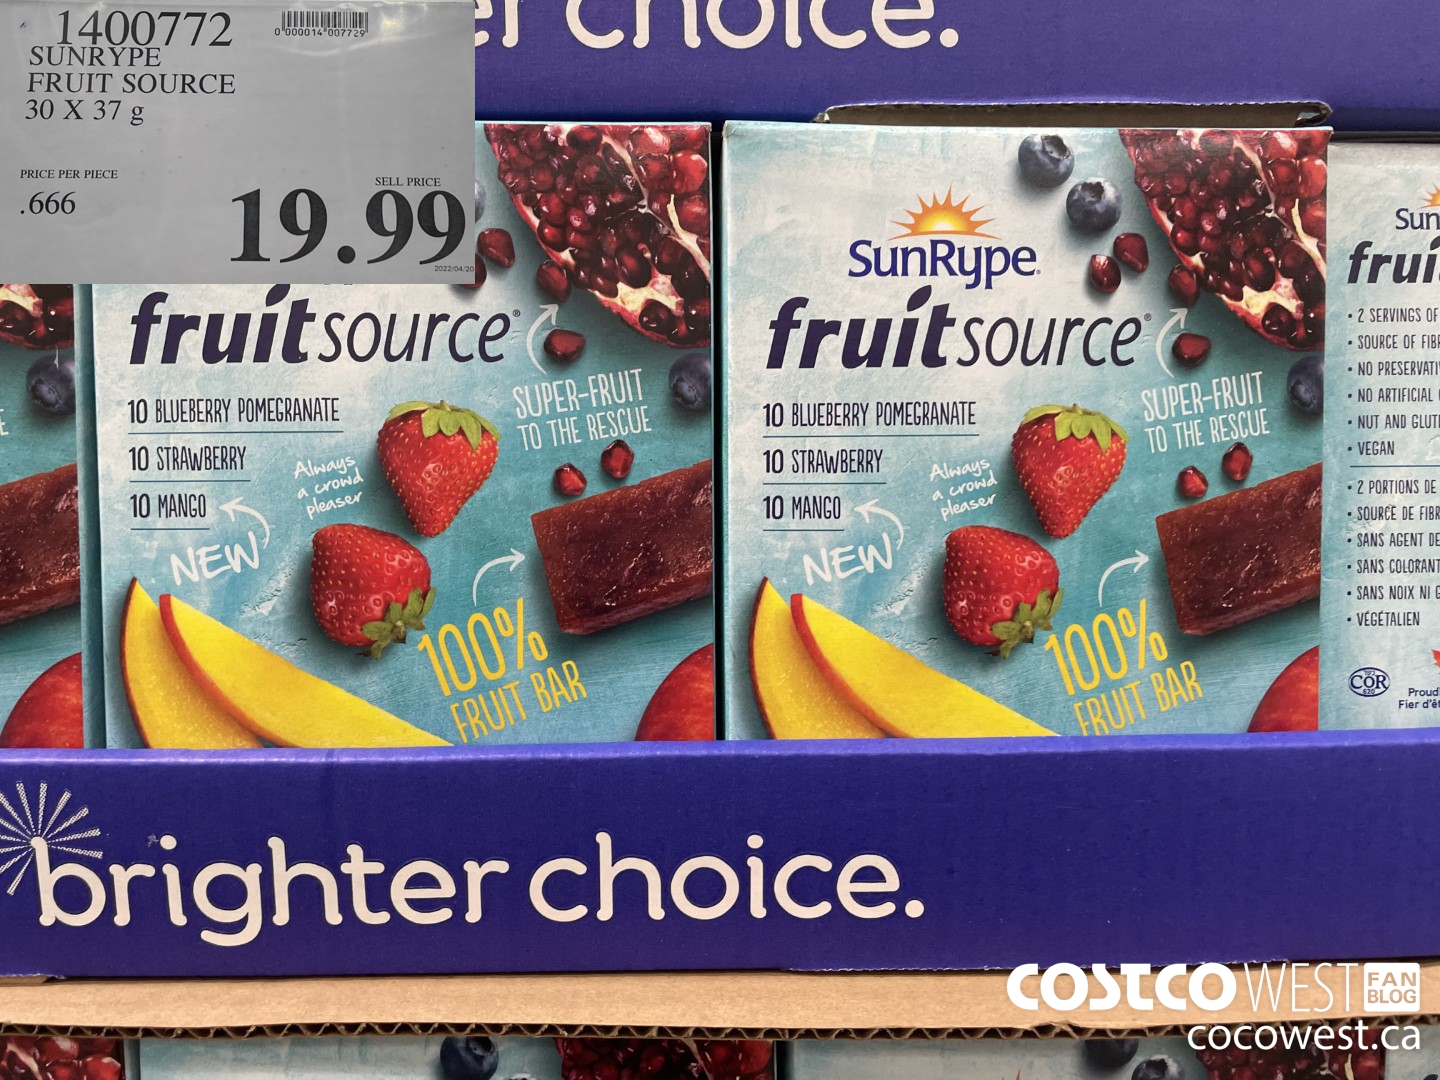 er choice.
1400772
0"000014"007729"
SUNRYPE
FRUIT SOURCE
30 X 37 g
PRICE PER PIECE
.666
SELL PRICE
19.99
2022/04/20
fruitsource®
10 BLUEBERRY POMEGRANATE
10 STRAWBERRY
10 MANGO
NEW
Always
a crowd
pleaser
SUPER-FRUIT
TO THE RESCUE
100%
FRUIT BAR
SunRype®
fruitsource®
10 BLUEBERRY POMEGRANATE
10 STRAWBERRY
10 MANGO
NEW
Always
a crowd
pleaser
SUPER-FRUIT
TO THE RESCUE
100%
FRUIT BAR
Sun
frui
• 2 SERVINGS OF
• SOURCE OF FIB
• NO PRESERVATI
• NO ARTIFICIAL
• NUT AND GLUT
• VEGAN
• 2 PORTIONS DE
• SOURCE DE FIBR
• SANS AGENT DE
• SANS COLORANT
• SANS NOIX NI G
• VÉGÉTALIEN
COR
Proud
Fier d'êt
brighter choice.
COSTCO WEST FAN BLOG
cocowest.ca